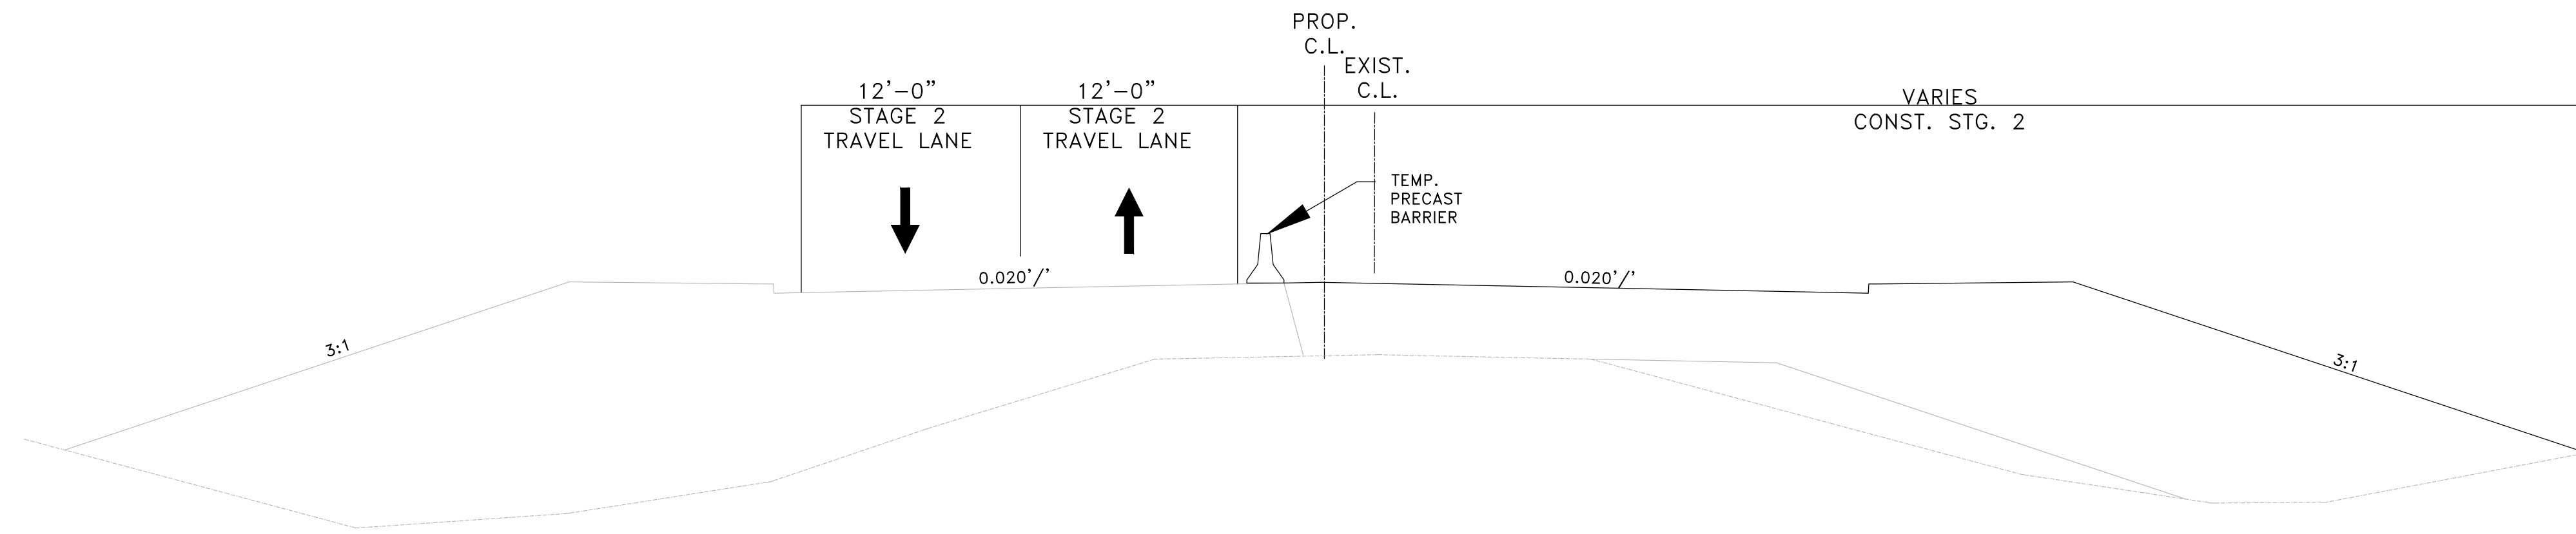 PROP.
C.L.
EXIST.
C.L.
12'-0"
STAGE 2
TRAVEL LANE
12'-0"
STAGE 2
TRAVEL LANE
VARIES
CONST. STG. 2
TEMP.
PRECAST
BARRIER
0.020'/'
0.020'/'
3:1
3:1